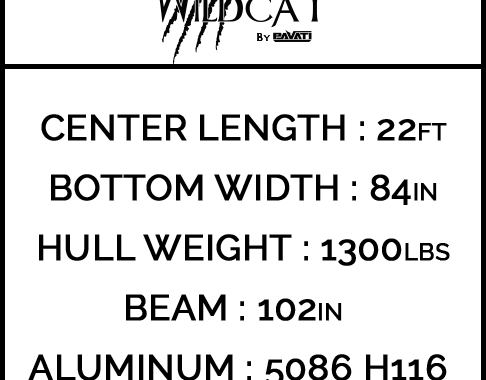 WILDCAT
BY PAVATI
CENTER LENGTH : 22FT
BOTTOM WIDTH : 84IN
HULL WEIGHT : 1300LBS
BEAM : 102IN
ALUMINUM : 5086 H116